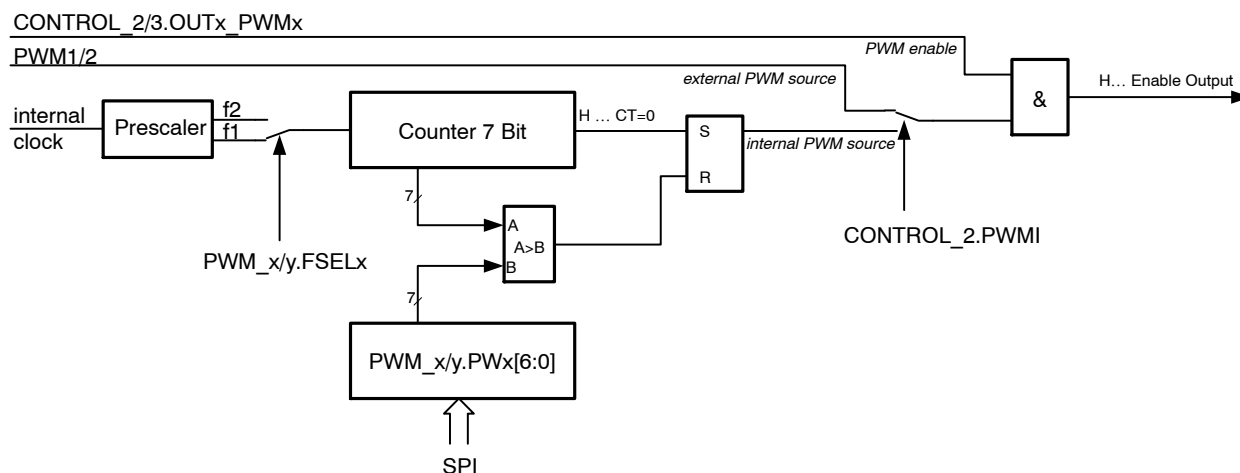 CONTROL_2/3.OUTx_PWMx
PWM enable
PWM1/2
external PWM source
H... Enable Output
&
internal
clock
Prescaler
f2
f1
Counter 7 Bit
H ... CT=0
S
R
internal PWM source
7
A
A>B
B
PWM_x/y.FSELx
CONTROL_2.PWMI
7
PWM_x/y.PWx[6:0]
SPI